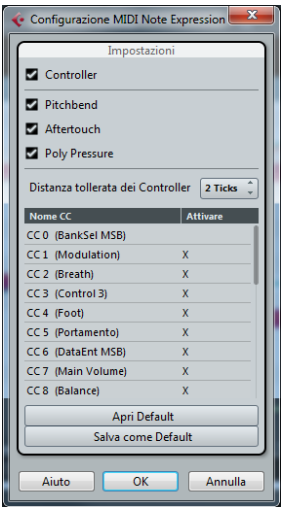 Configurazione MIDI Note Expression
Impostazioni
Controller
Pitchbend
Aftertouch
Poly Pressure
Distanza tollerata dei Controller 2 Ticks
Nome CC Attivare
CC 0 (BankSel MSB)
CC 1 (Modulation) X
CC 2 (Breath) X
CC 3 (Control 3) X
CC 4 (Foot) X
CC 5 (Portamento) X
CC 6 (DataEnt MSB) X
CC 7 (Main Volume) X
CC 8 (Balance) X
Apri Default
Salva come Default
Aiuto OK Annulla